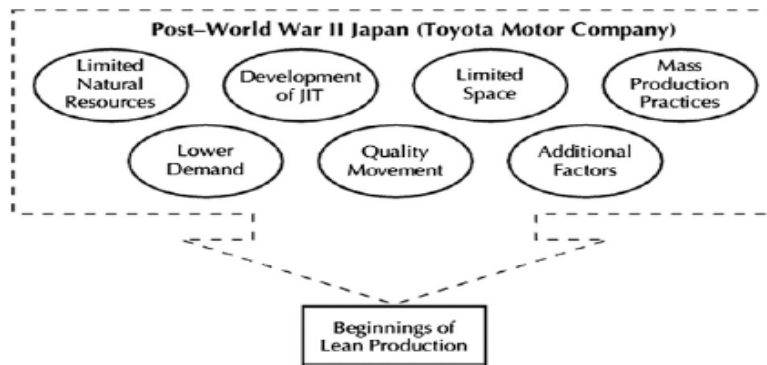 Post–World War II Japan (Toyota Motor Company)
Limited
Natural
Resources
Development
of JIT
Limited
Space
Mass
Production
Practices
Lower
Demand
Quality
Movement
Additional
Factors
Beginnings of
Lean Production